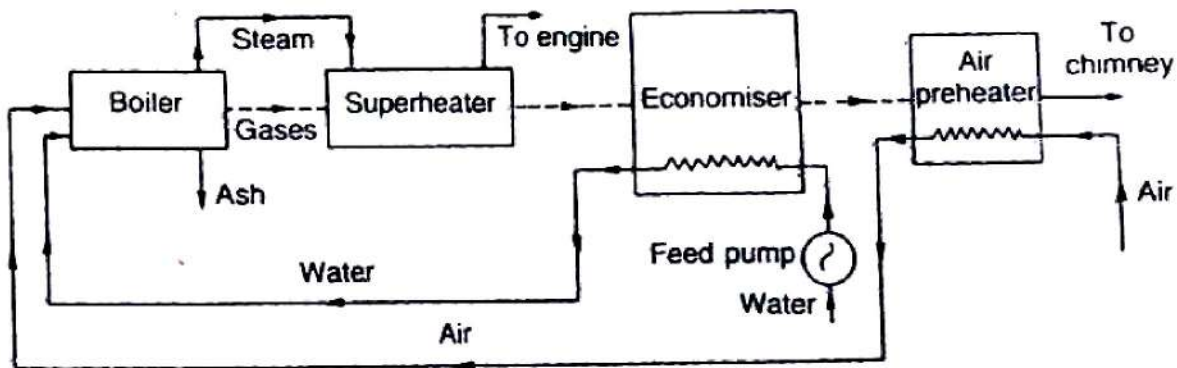 Steam
To engine
Boiler
Gases
Superheater
Economiser
Air
preheater
To
chimney
Ash
Air
Feed pump
Water
Water
Air